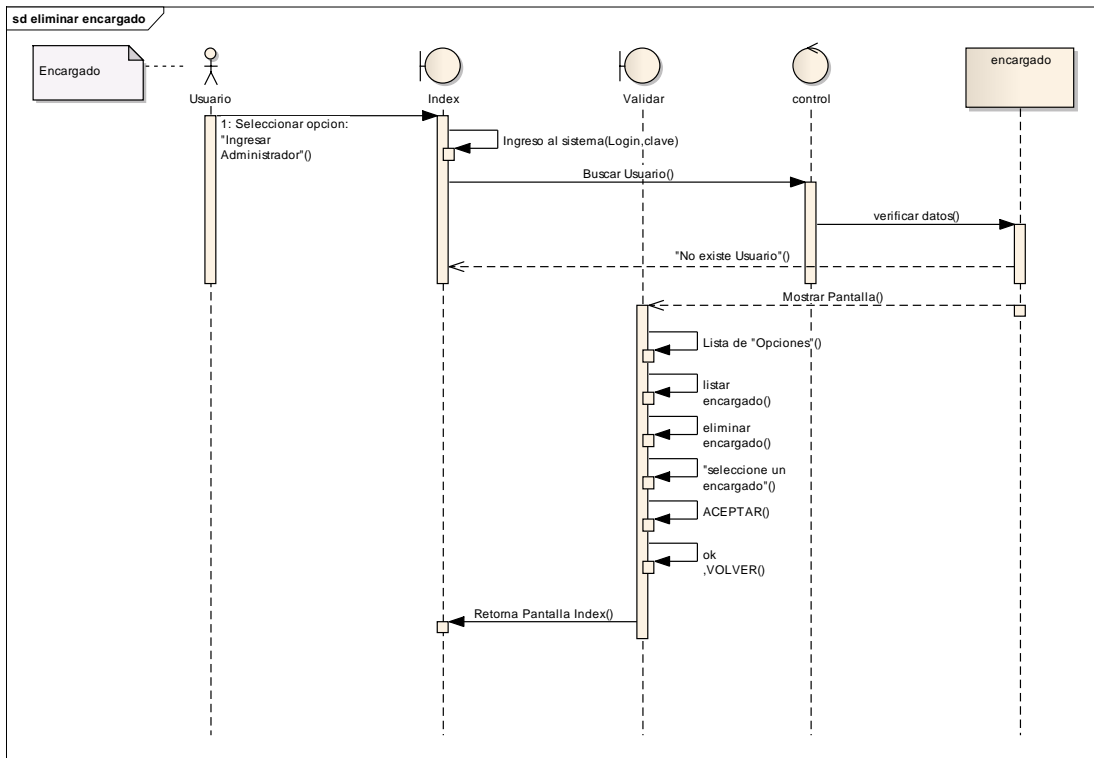 sd eliminar encargado
Encargado
Usuario
Index
Validar
control
encargado
1: Seleccionar opcion:
"Ingresar
Administrador"()
Ingreso al sistema(Login,clave)
Buscar Usuario()
verificar datos()
"No existe Usuario"()
Mostrar Pantalla()
Lista de "Opciones"()
listar
encargado()
eliminar
encargado()
"seleccione un
encargado"()
ACEPTAR()
ok
,VOLVER()
Retorna Pantalla Index()